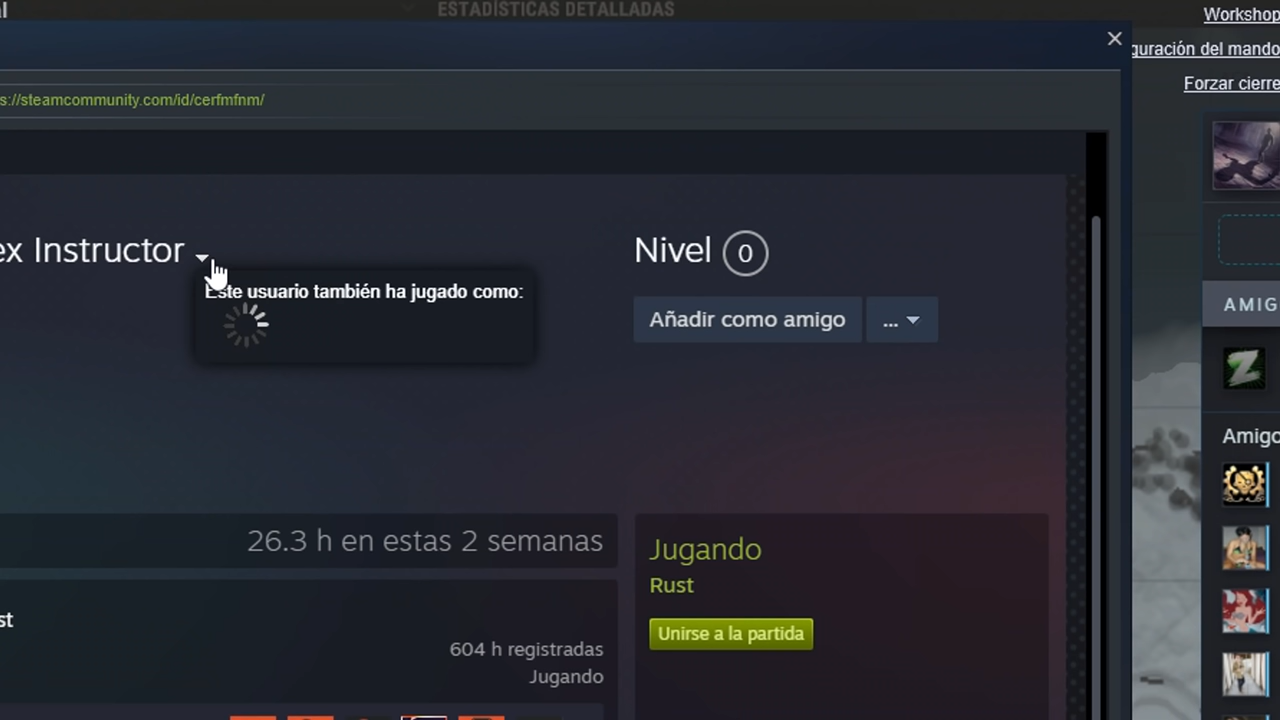 ESTADÍSTICAS DETALLADAS
Workshop
guración del mando
Forzar cierre
s://steamcommunity.com/id/cerfmfnm/
ex Instructor
Nivel 0
Este usuario también ha jugado como:
Añadir como amigo ...
AMIG
Amigo
26.3 h en estas 2 semanas
Jugando
Rust
st
Unirse a la partida
604 h registradas
Jugando